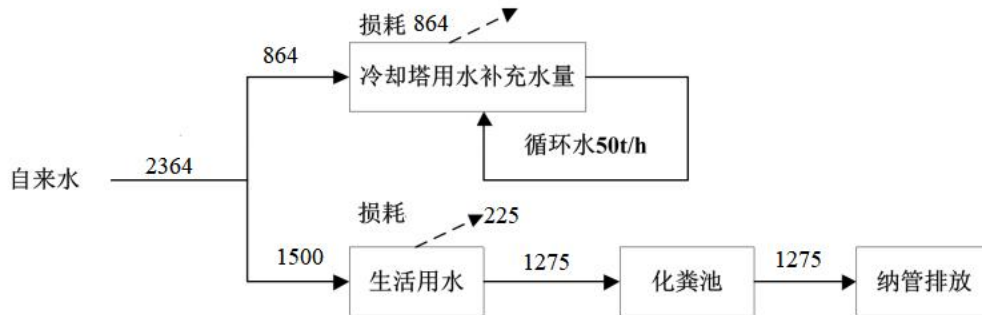 损耗 864
864
冷却塔用水补充水量
循环水50t/h
自来水
2364
损耗
225
1500
生活用水
1275
化粪池
1275
纳管排放